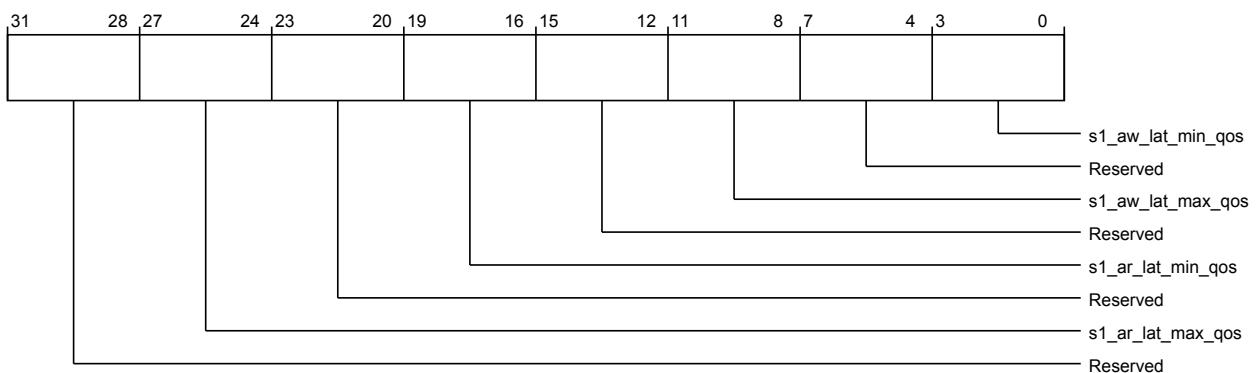 31 28 27 24 23 20 19 16 15 12 11 8 7 4 3 0
s1_aw_lat_min_qos
Reserved
s1_aw_lat_max_qos
Reserved
s1_ar_lat_min_qos
Reserved
s1_ar_lat_max_qos
Reserved